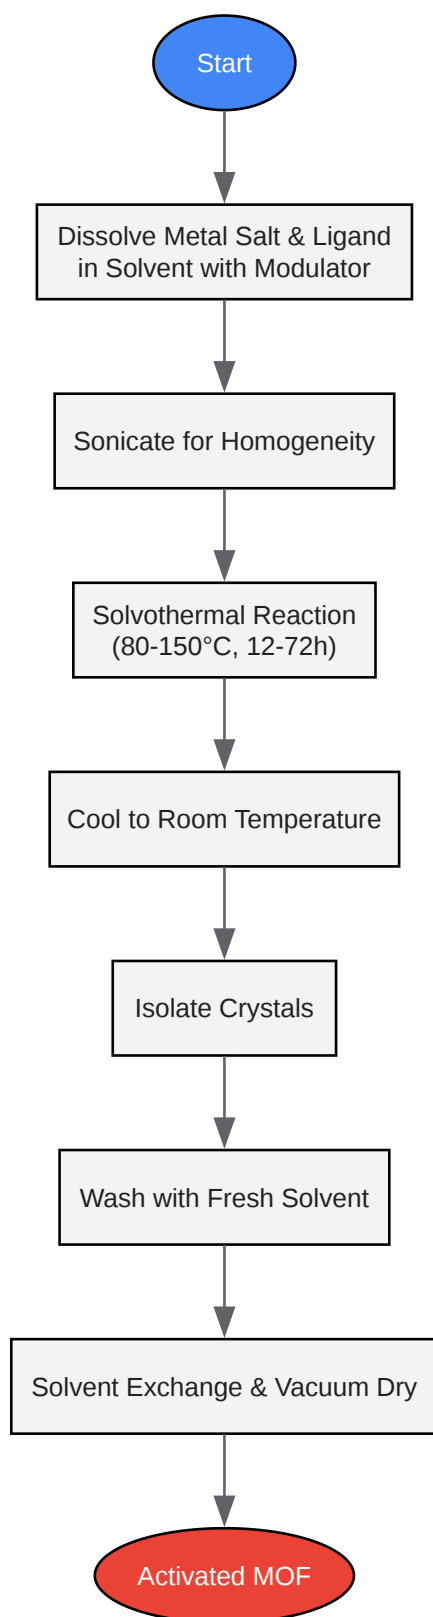 Start
Dissolve Metal Salt & Ligand
in Solvent with Modulator
Sonicate for Homogeneity
Solvothermal Reaction
(80-150°C, 12-72h)
Cool to Room Temperature
Isolate Crystals
Wash with Fresh Solvent
Solvent Exchange & Vacuum Dry
Activated MOF